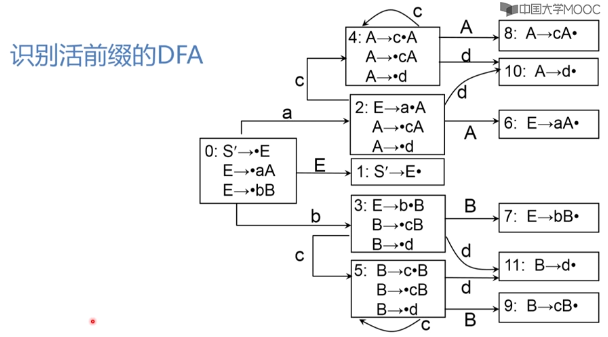 中国大学MOOC
识别活前缀的DFA
c
4: A→c•A
A→•cA
A→•d
A
8: A→cA•
d
10: A→d•
c
d
a
2: E→a•A
A→•cA
A→•d
A
6: E→aA•
0: S′→•E
E→•aA
E→•bB
E
1: S′→E•
b
3: E→b•B
B→•cB
B→•d
B
7: E→bB•
c
d
11: B→d•
5: B→c•B
B→•cB
B→•d
d
B
9: B→cB•
c